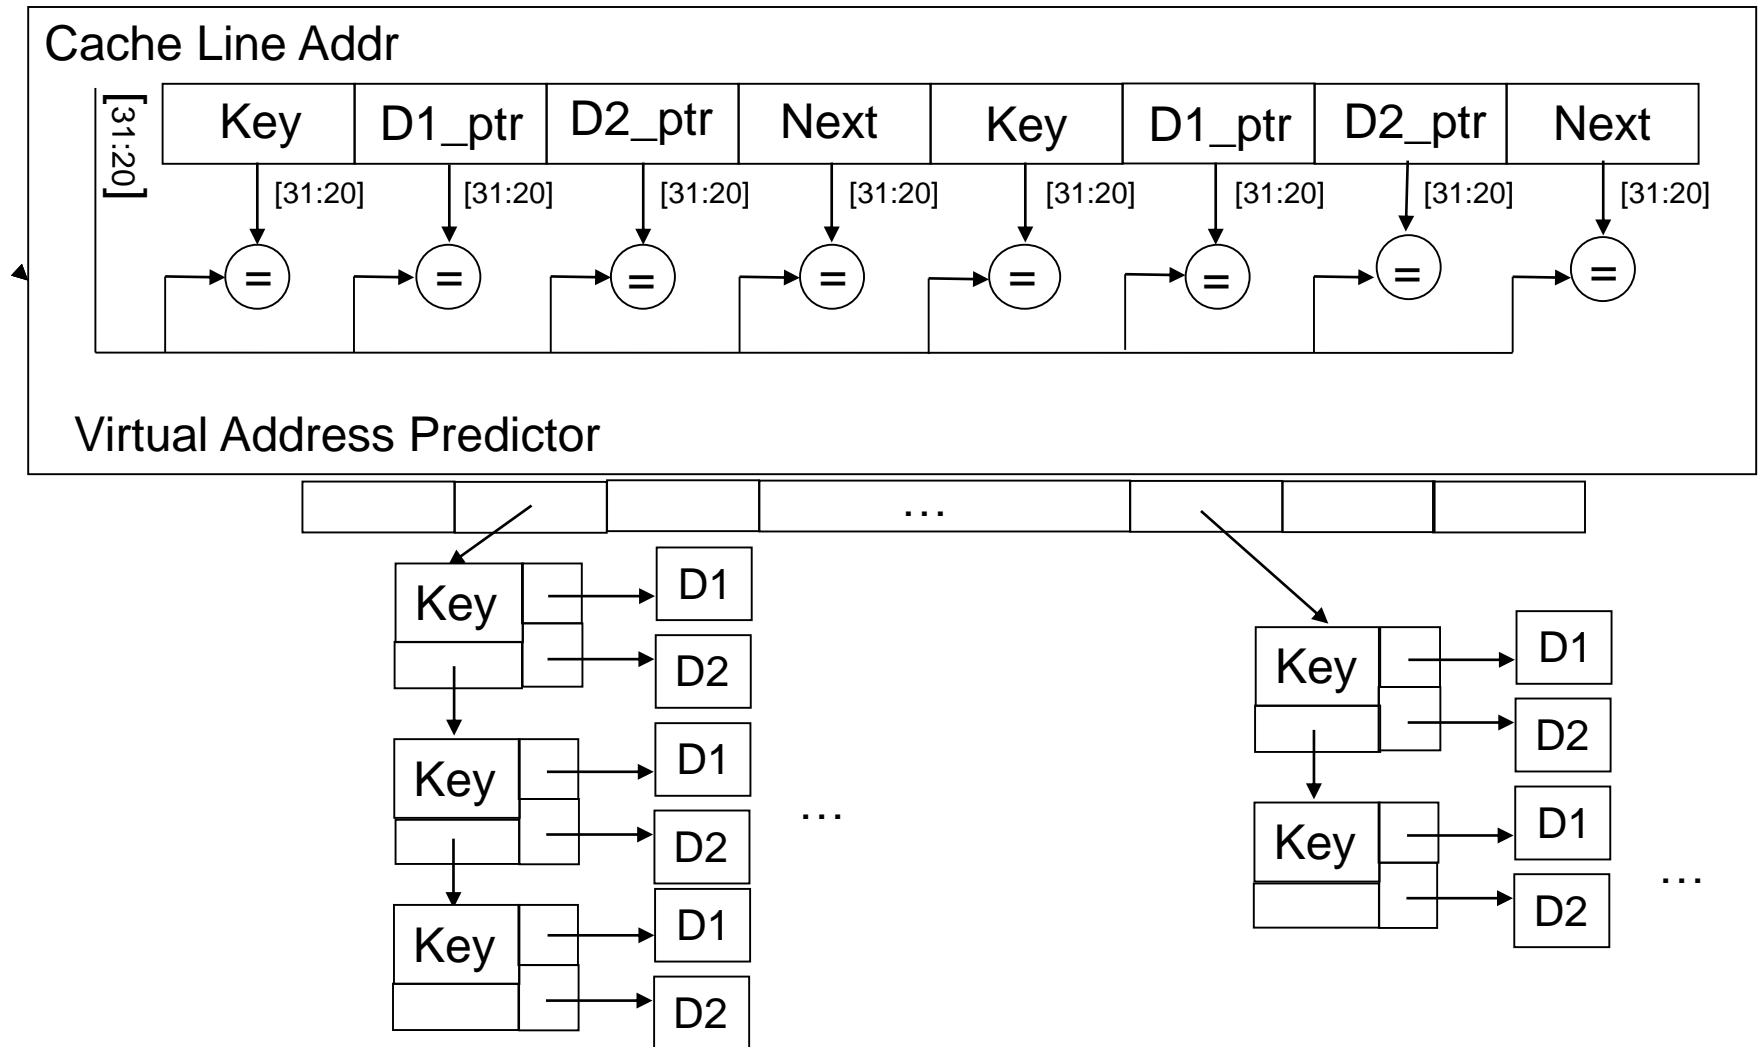 Cache Line Addr
[31:20]
Key D1_ptr D2_ptr Next Key D1_ptr D2_ptr Next
[31:20] [31:20] [31:20] [31:20] [31:20] [31:20] [31:20] [31:20]
= = = = = = = =
Virtual Address Predictor
…
Key D1
D2
Key D1
D2
Key D1
D2
…
Key D1
D2
Key D1
D2
…